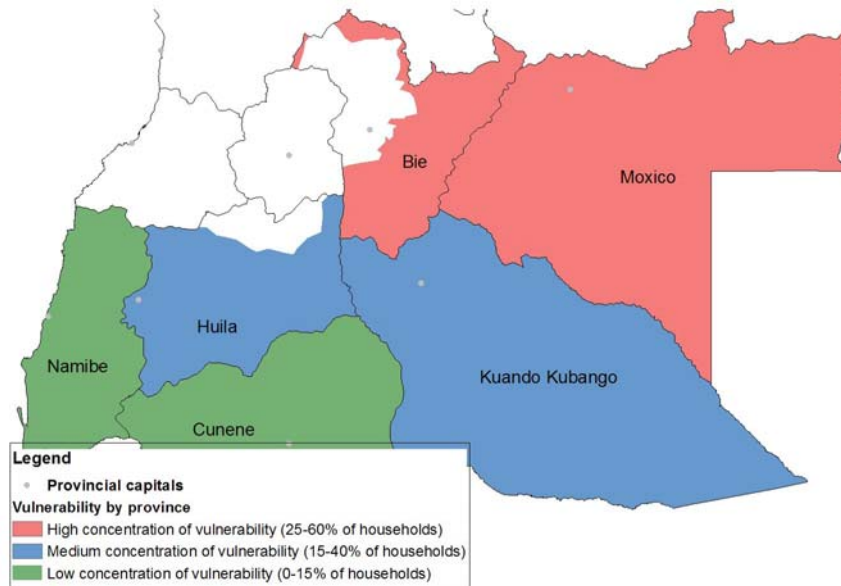 Bie
Moxico
Huila
Namibe
Kuando Kubango
Cunene
Legend
Provincial capitals
Vulnerability by province
High concentration of vulnerability (25-60% of households)
Medium concentration of vulnerability (15-40% of households)
Low concentration of vulnerability (0-15% of households)